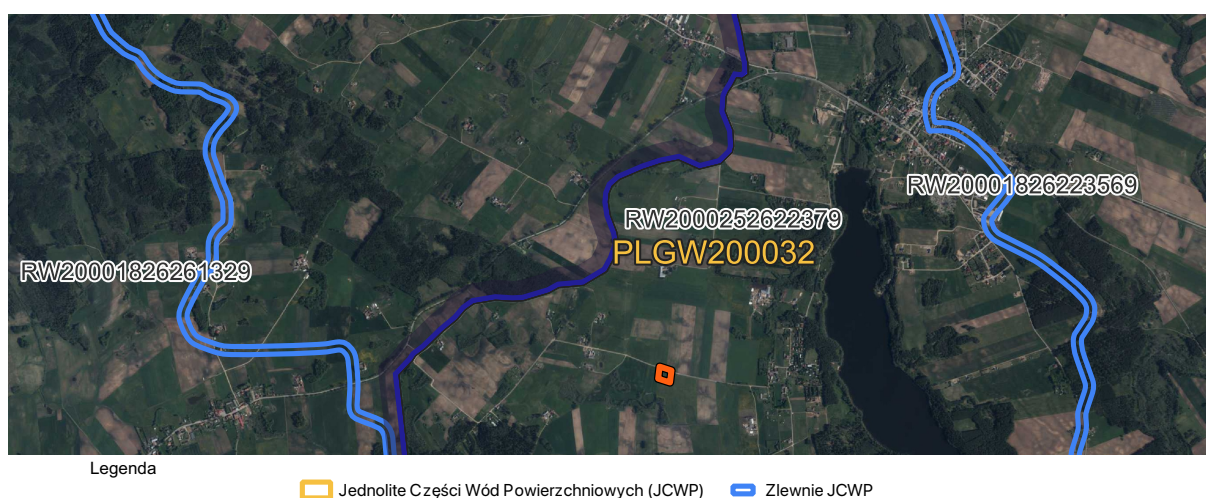 RW20001826223569
RW2000252622379
PLGW200032
RW20001826261329
Legenda
Jednolite Części Wód Powierzchniowych (JCWP)
Zlewnie JCWP